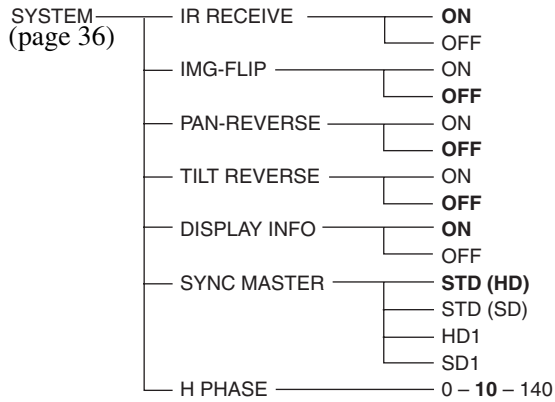 SYSTEM IR RECEIVE ON
(page 36) OFF
IMG-FLIP ON
OFF
PAN-REVERSE ON
OFF
TILT REVERSE ON
OFF
DISPLAY INFO ON
OFF
SYNC MASTER STD (HD)
STD (SD)
HD1
SD1
H PHASE 0 – 10 – 140